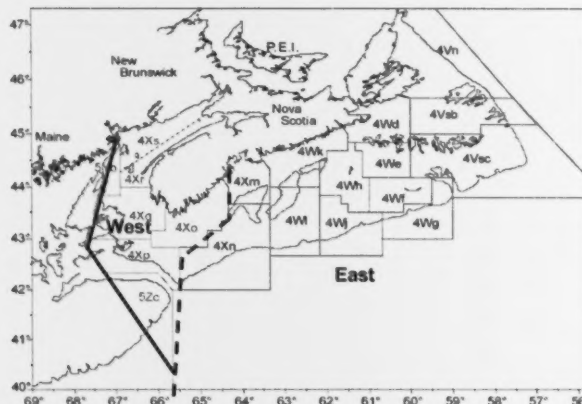 47°
46°
45°
44°
43°
42°
41°
40°
New
Brunswick
P.E.I.
Nova
Scotia
Maine
4Vn
4Vsb
4Vsc
4Wd
4We
4Wk
4Wh
4Wf
4Wg
4Wj
4Wl
4Xm
4Xn
4Xo
4Xs
4Xr
4Xq
4Xp
5Zc
West
East
69° 68° 67° 66° 65° 64° 63° 62° 61° 60° 59° 58° 57° 56°